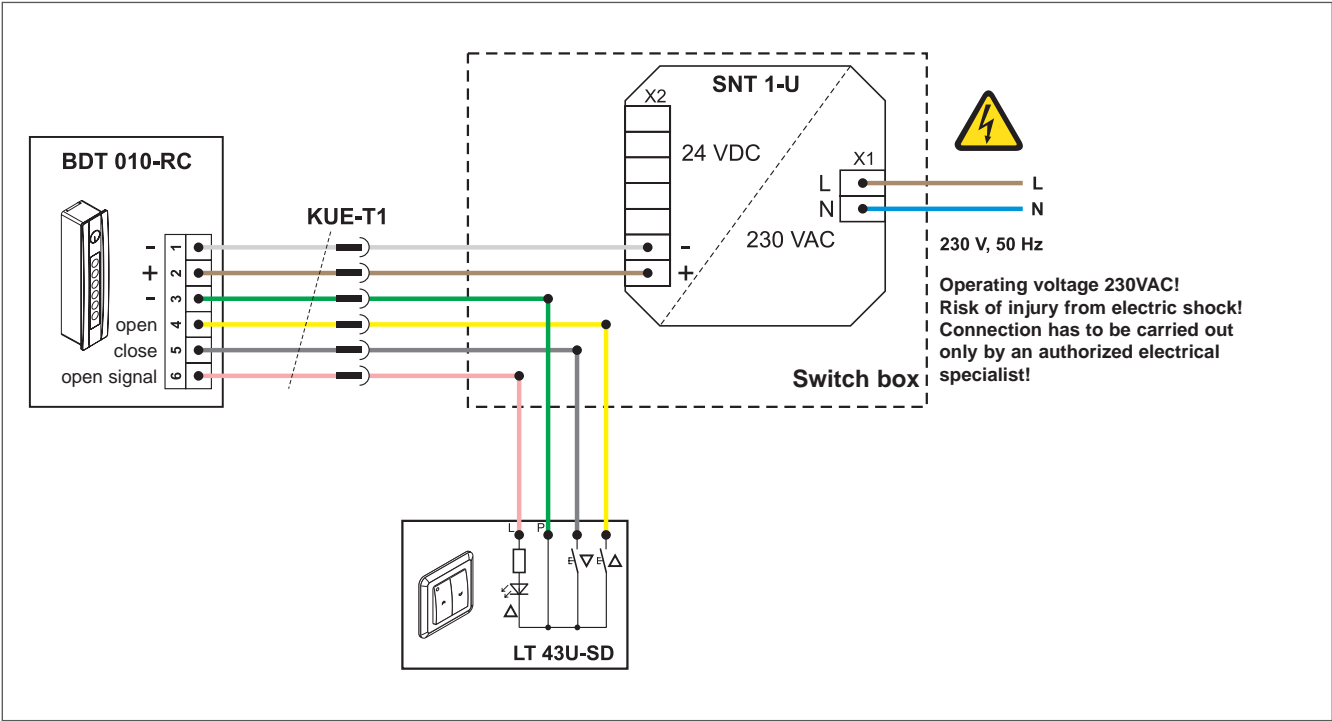 SNT 1-U
X2
24 VDC
X1
L
N
L
N
230 VAC
-
+
230 V, 50 Hz
Operating voltage 230VAC!
Risk of injury from electric shock!
Connection has to be carried out
only by an authorized electrical
specialist!
Switch box
BDT 010-RC
KUE-T1
- 1
+ 2
- 3
open 4
close 5
open signal 6
L P
E E
LT 43U-SD